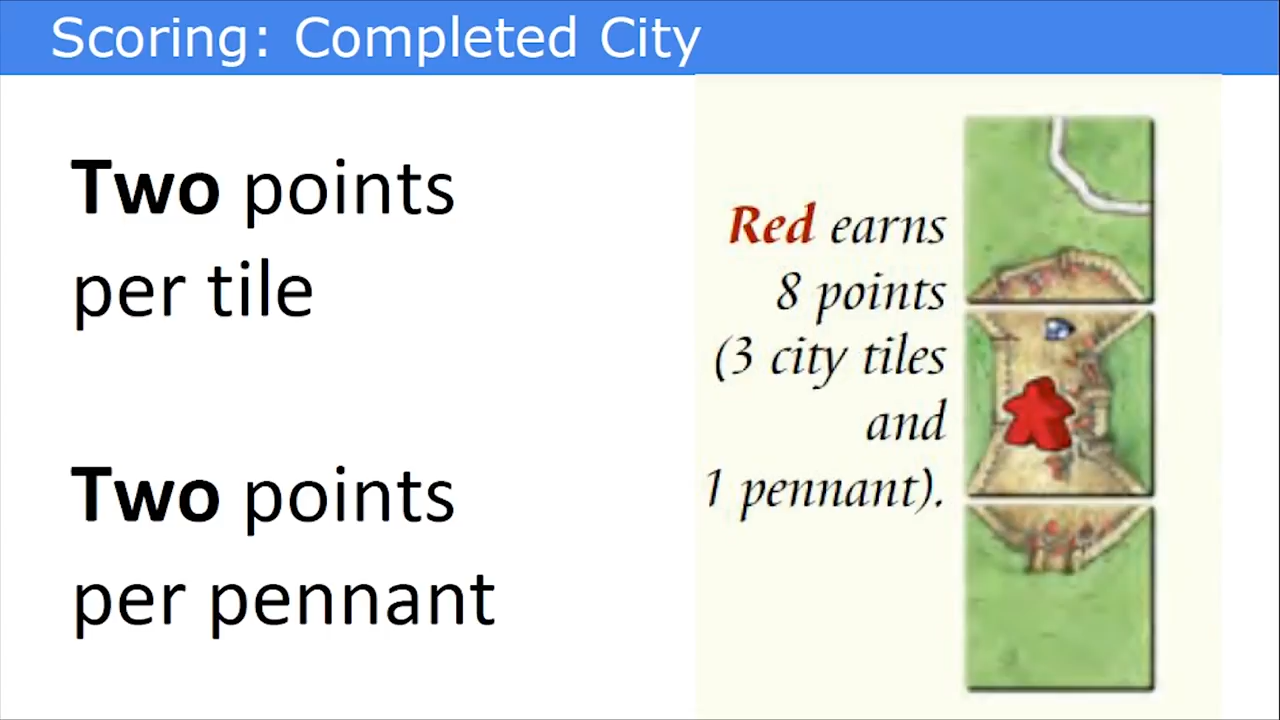 Scoring: Completed City
Two points
per tile
Two points
per pennant
Red earns
8 points
(3 city tiles
and
1 pennant).